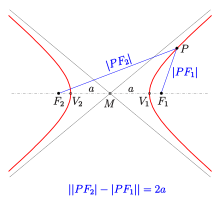 P
|PF₂|
|PF₁|
a a
F₂ V₂ M V₁ F₁
||PF₂| − |PF₁|| = 2a